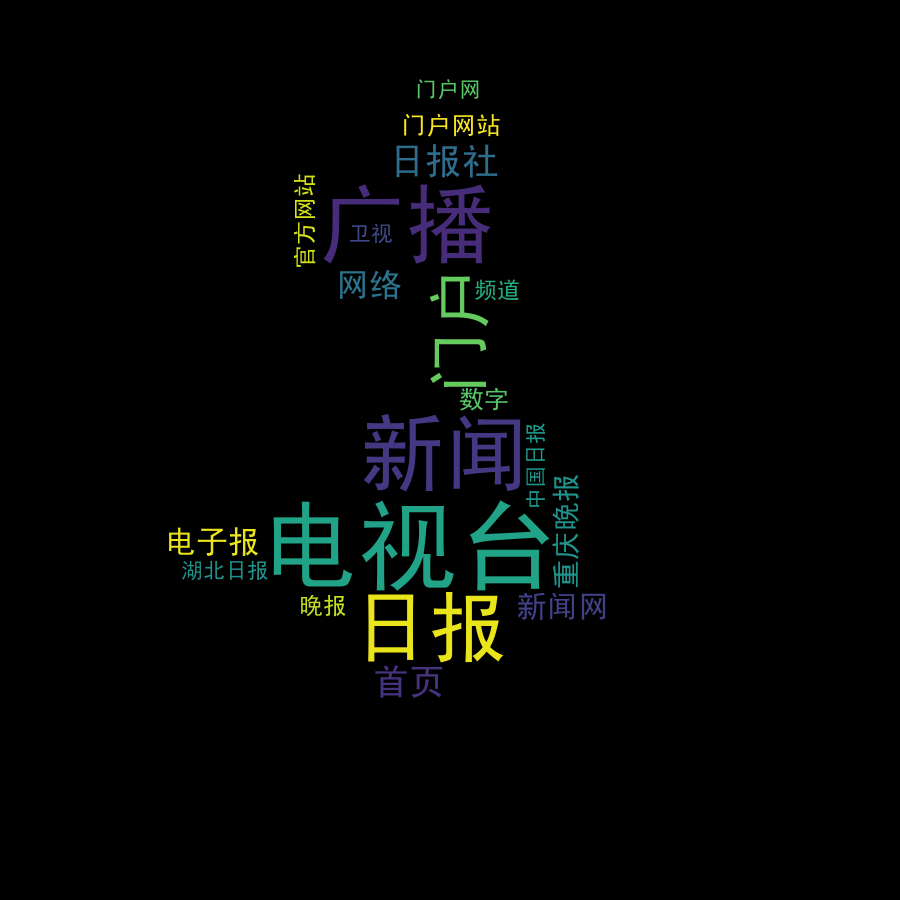 门户网
门户网站
日报社
官方网站
广播
卫视
网络
频道
门户
数字
新闻
中国日报
重庆晚报
电视台
电子报
湖北日报
晚报
日报
新闻网
首页